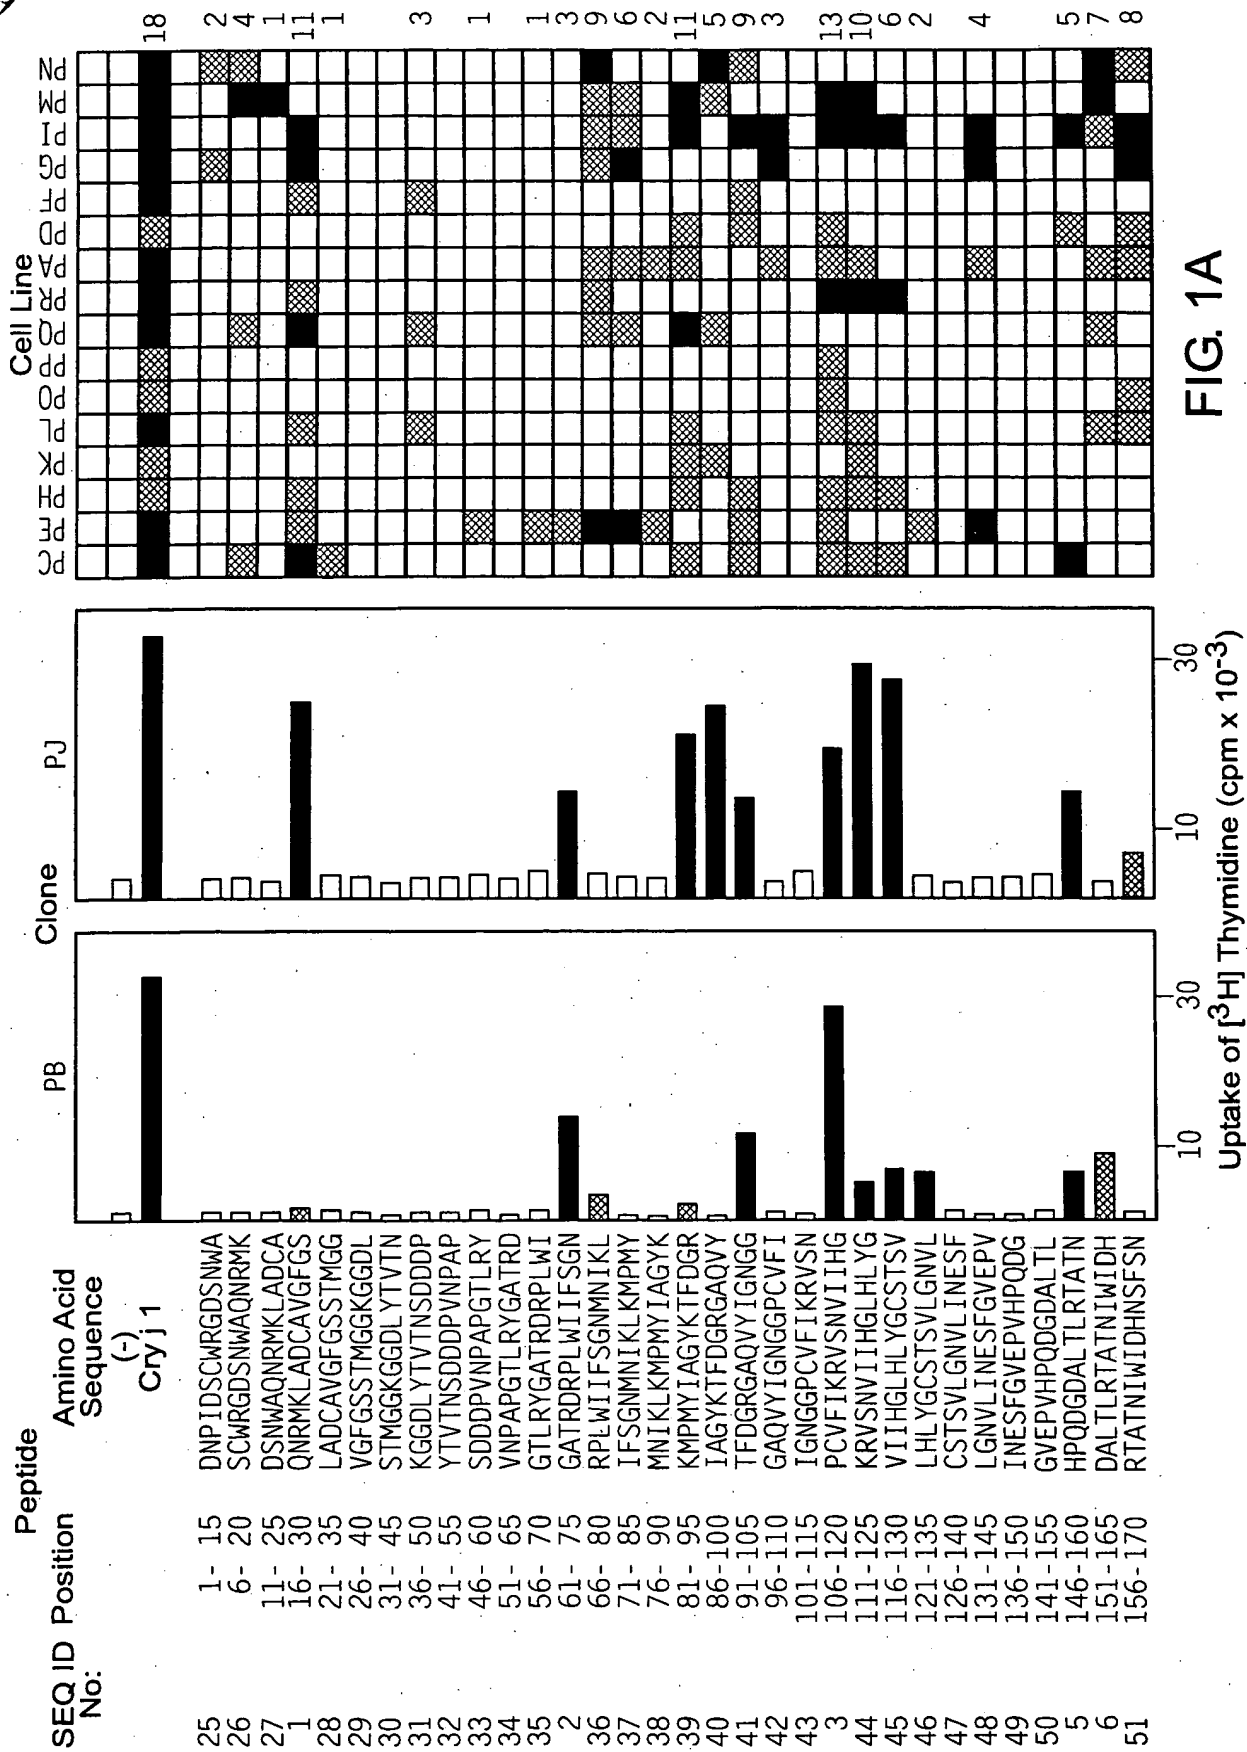 Peptide
Clone
Cell Line
SEQ ID No: Position Amino Acid Sequence PB PJ PC PE PH PK PL PO PP PQ PR PA PD PF PG PI PM PN
(-)
Cry j 1 18
25 1- 15 DNPIDSCWRGDSNWA 2
26 6- 20 SCWRGDSNWAQNRMK 4
27 11- 25 DSNWAQNRMKLADCA 1
1 16- 30 QNRMKLADCAVGFGS 11
28 21- 35 LADCAVGFGSSTMGG 1
29 26- 40 VGFGSSTMGGKGGDL
30 31- 45 STMGGKGGDLYTVTN
31 36- 50 KGGDLYTVTNSDDDP 3
32 41- 55 YTVTNSDDDPVNPAP
33 46- 60 SDDDPVNPAPGTLRY 1
34 51- 65 VNPAPGTLRYGATRD
35 56- 70 GTLRYGATRDRPLWI 1
2 61- 75 GATRDRPLWIIFSGN 3
36 66- 80 RPLWIIFSGNMNIKL 9
37 71- 85 IFSGNMNIKLKMPMY 6
38 76- 90 MNIKLKMPMYIAGYK 2
39 81- 95 KMPMYIAGYKTFDGR 11
40 86-100 IAGYKTFDGRGAQVY 5
41 91-105 TFDGRGAQVYIGNGG 9
42 96-110 GAQVYIGNGGPCVFI 3
43 101-115 IGNGGPCVFIKRVSN
3 106-120 PCVFIKRVSNVIIHG 13
44 111-125 KRVSNVIIHGLHLYG 10
45 116-130 VIIHGLHLYGCSTSV 6
46 121-135 LHLYGCSTSVLGNVL 2
47 126-140 CSTSVLGNVLINESF
48 131-145 LGNVLINESFGVEPV 4
49 136-150 INESFGVEPVHPQDG
50 141-155 GVEPVHPQDGDALTL
5 146-160 HPQDGDALTLRTATN 5
6 151-165 DALTLRTATNIWIDH 7
51 156-170 RTATNIWIDHNSFSN 8
10 30 10 30
Uptake of [³H] Thymidine (cpm x 10⁻³)
FIG. 1A